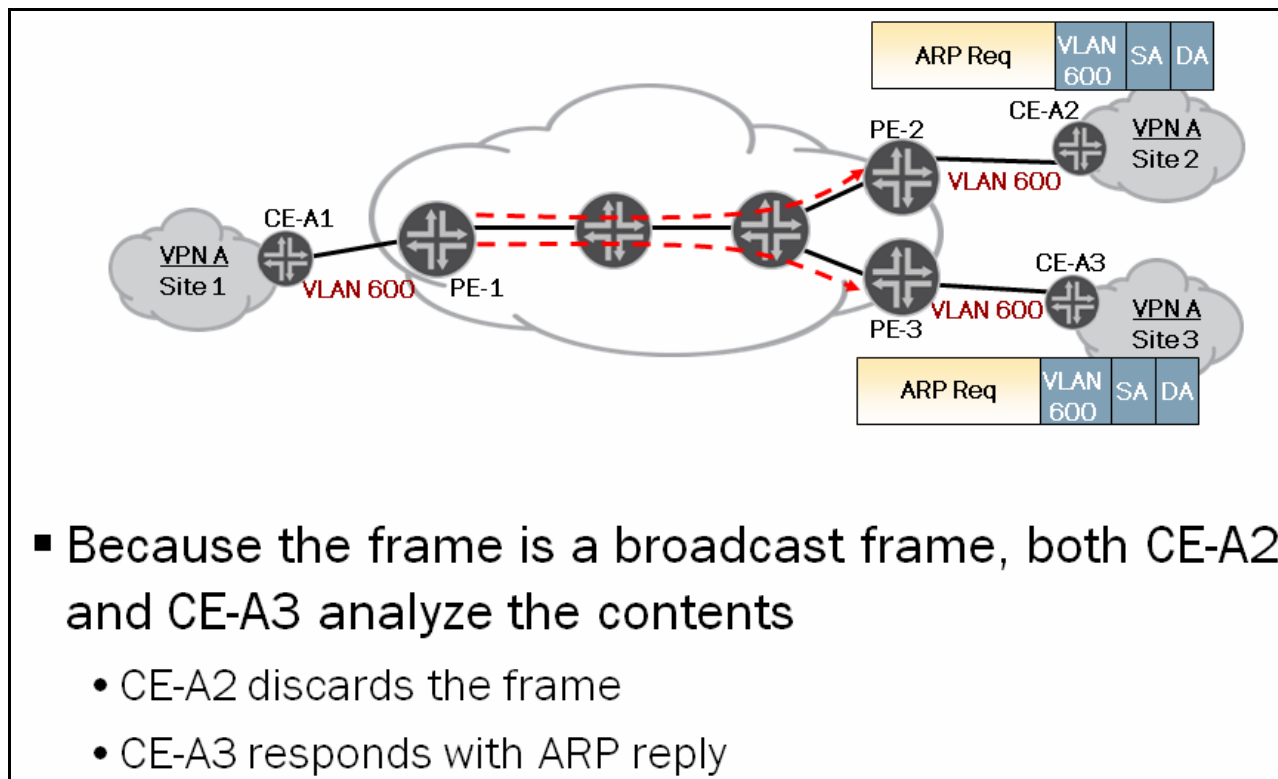 ARP Req VLAN 600 SA DA
CE-A2
PE-2
VPN A
Site 2
VLAN 600
CE-A1
VPN A
Site 1
VLAN 600
PE-1
CE-A3
VLAN 600
PE-3
VPN A
Site 3
ARP Req VLAN 600 SA DA
▪ Because the frame is a broadcast frame, both CE-A2
and CE-A3 analyze the contents
• CE-A2 discards the frame
• CE-A3 responds with ARP reply